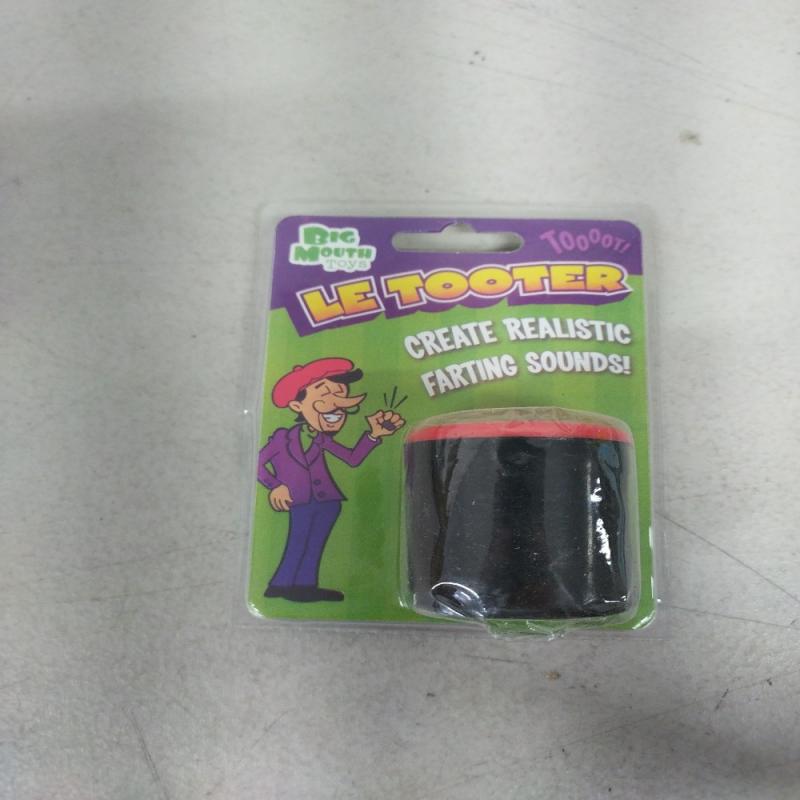 BIG
MOUTH
Toys
TOOOOT!
LE TOOTER
CREATE REALISTIC
FARTING SOUNDS!